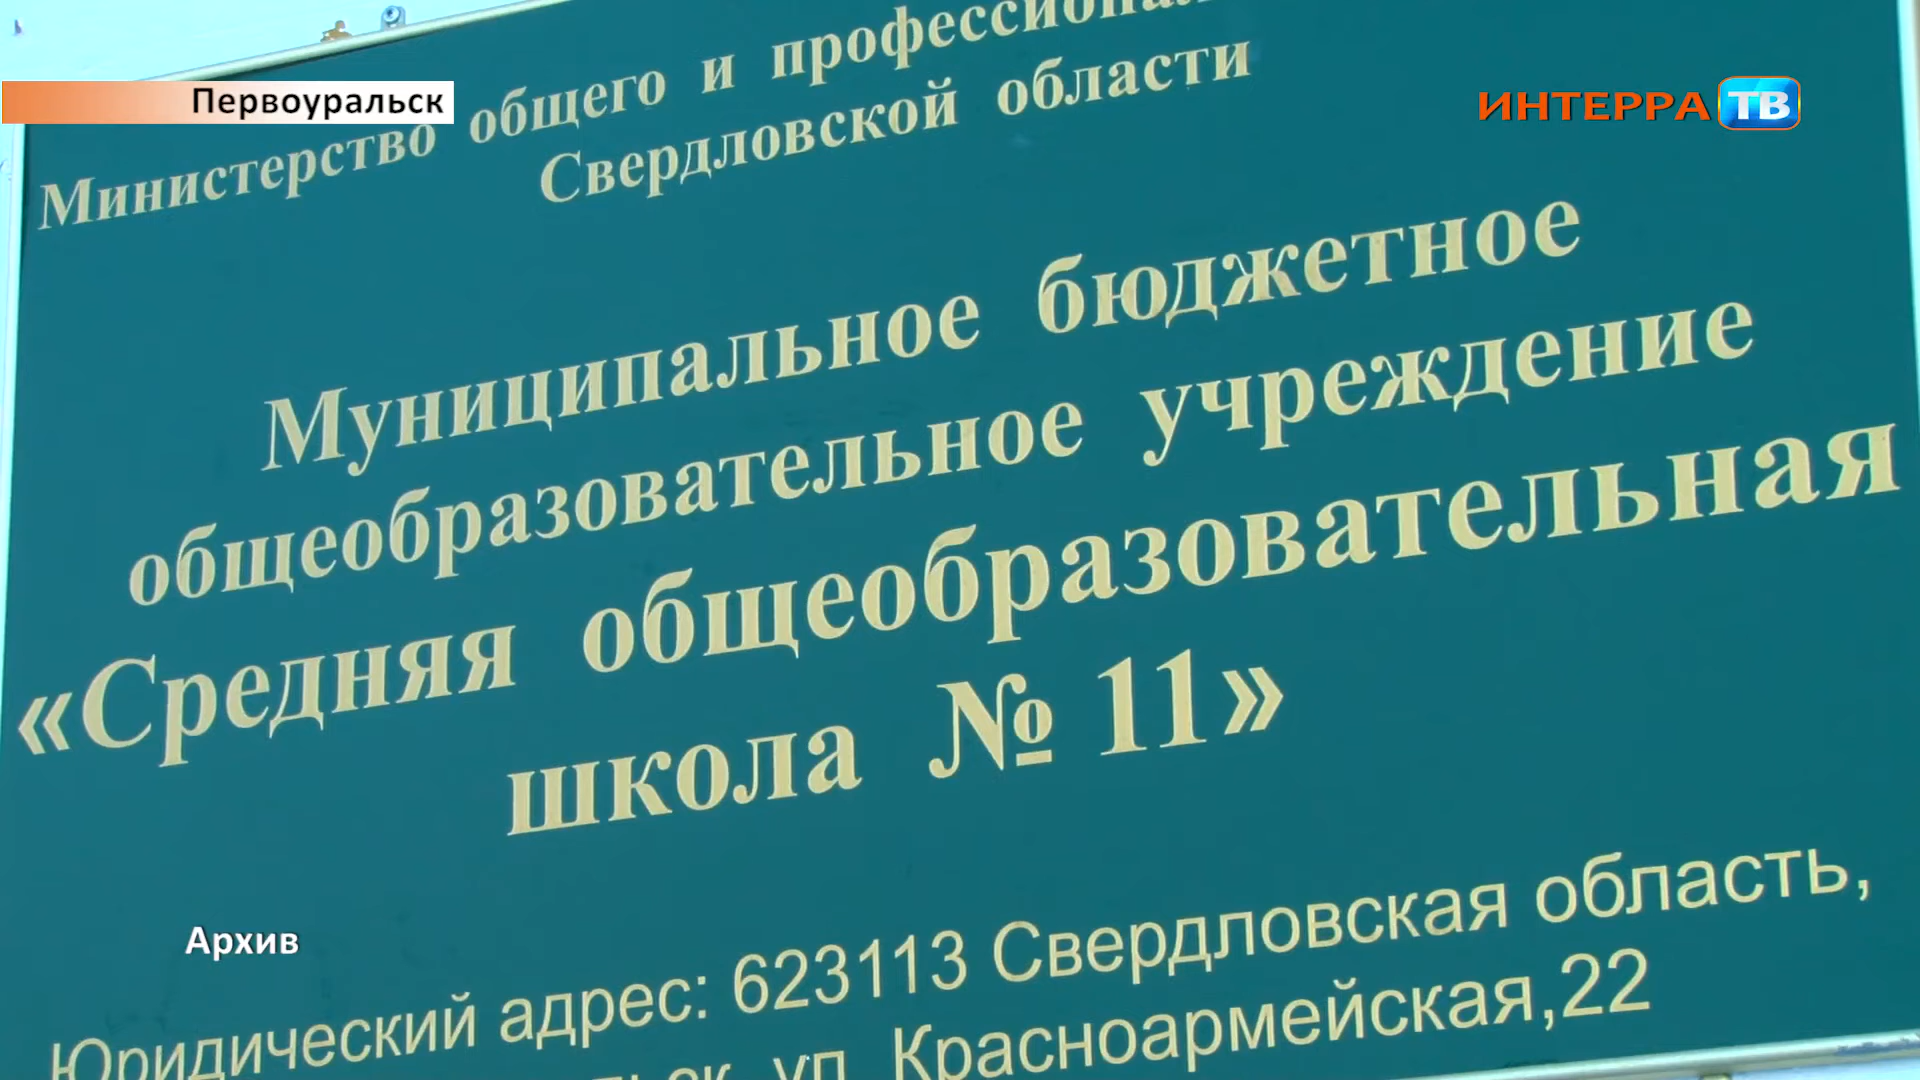 Первоуральск
ИНТЕРРА ТВ
Министерство общего и
Свердловской области
Муниципальное бюджетное
общеобразовательное учреждение
«Средняя общеобразовательная
школа № 11»
Архив
Юридический адрес: 623113 Свердловская область,
ул. Красноармейская,22